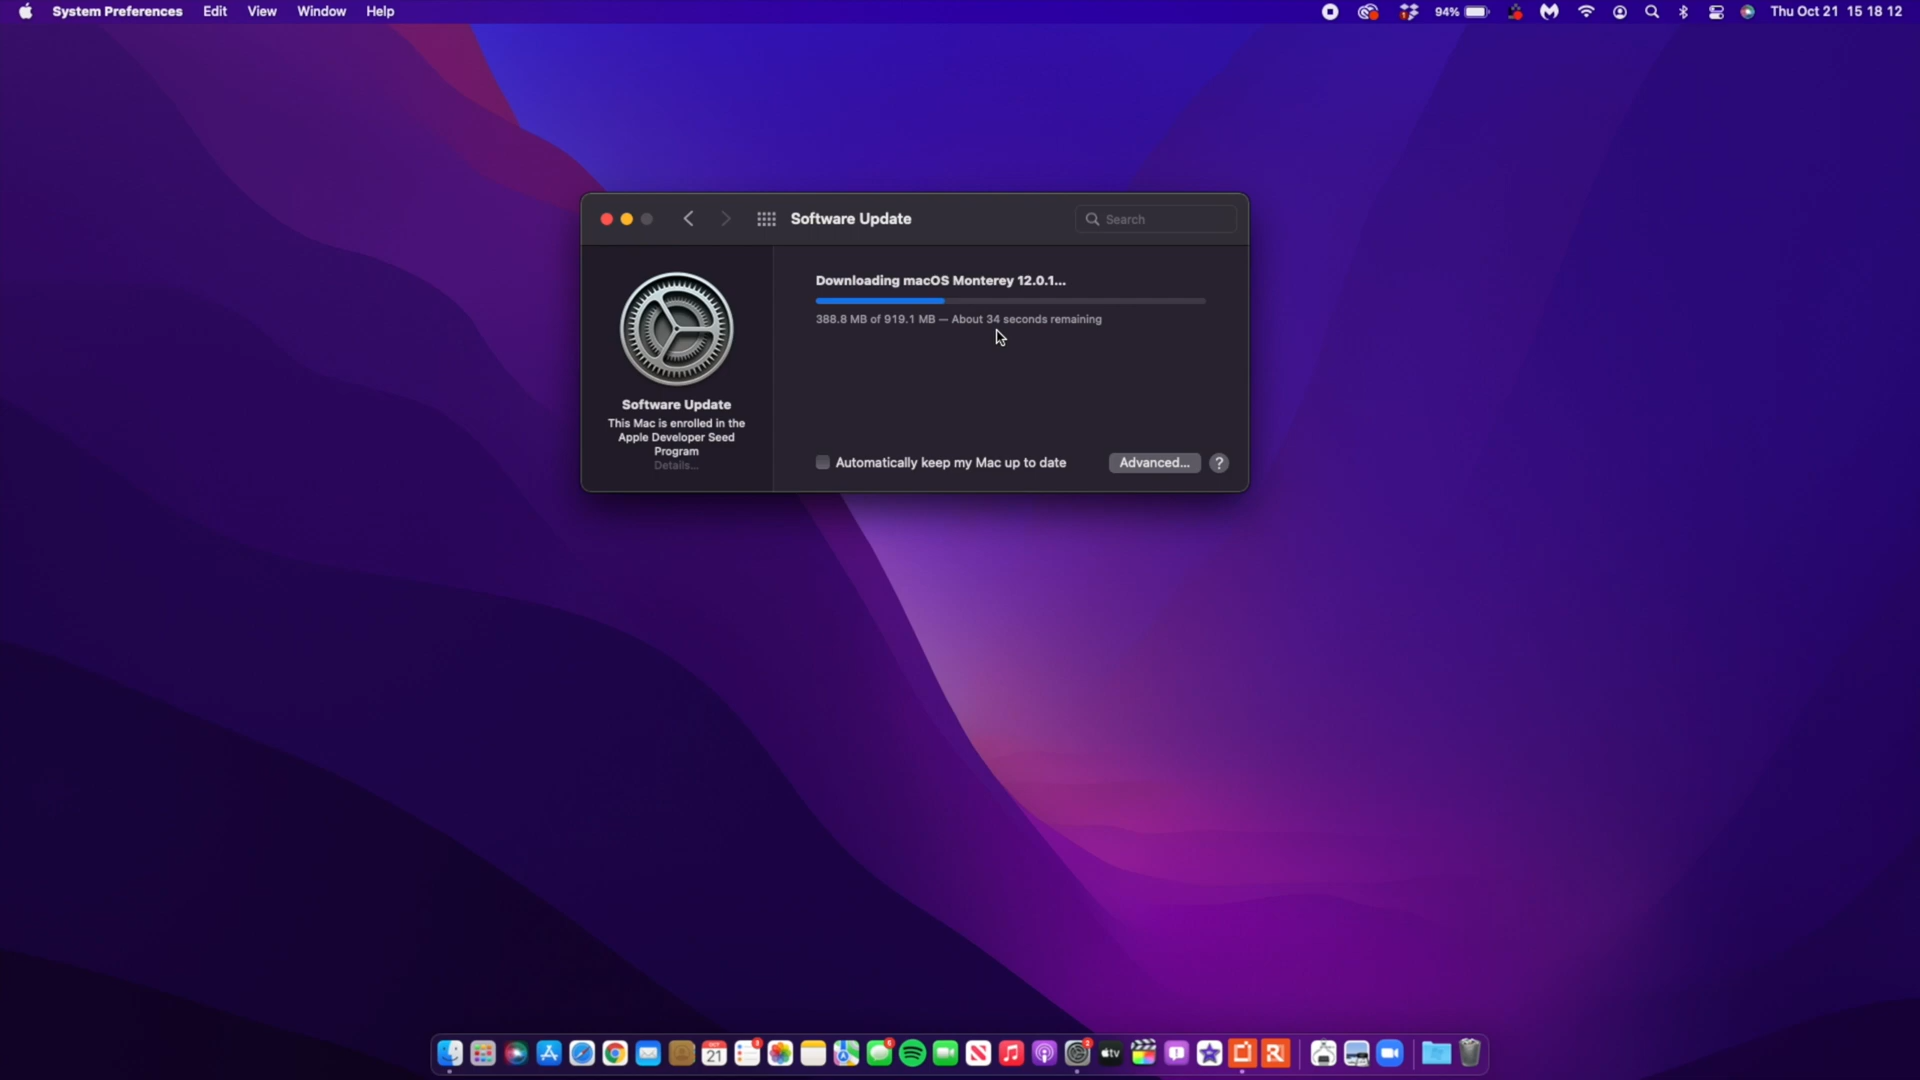 System Preferences Edit View Window Help
94% Thu Oct 21 15 18 12
Software Update
Search
Downloading macOS Monterey 12.0.1...
388.8 MB of 919.1 MB — About 34 seconds remaining
Software Update
This Mac is enrolled in the
Apple Developer Seed
Program
Details...
Automatically keep my Mac up to date
Advanced...
?
OCT
21
tv